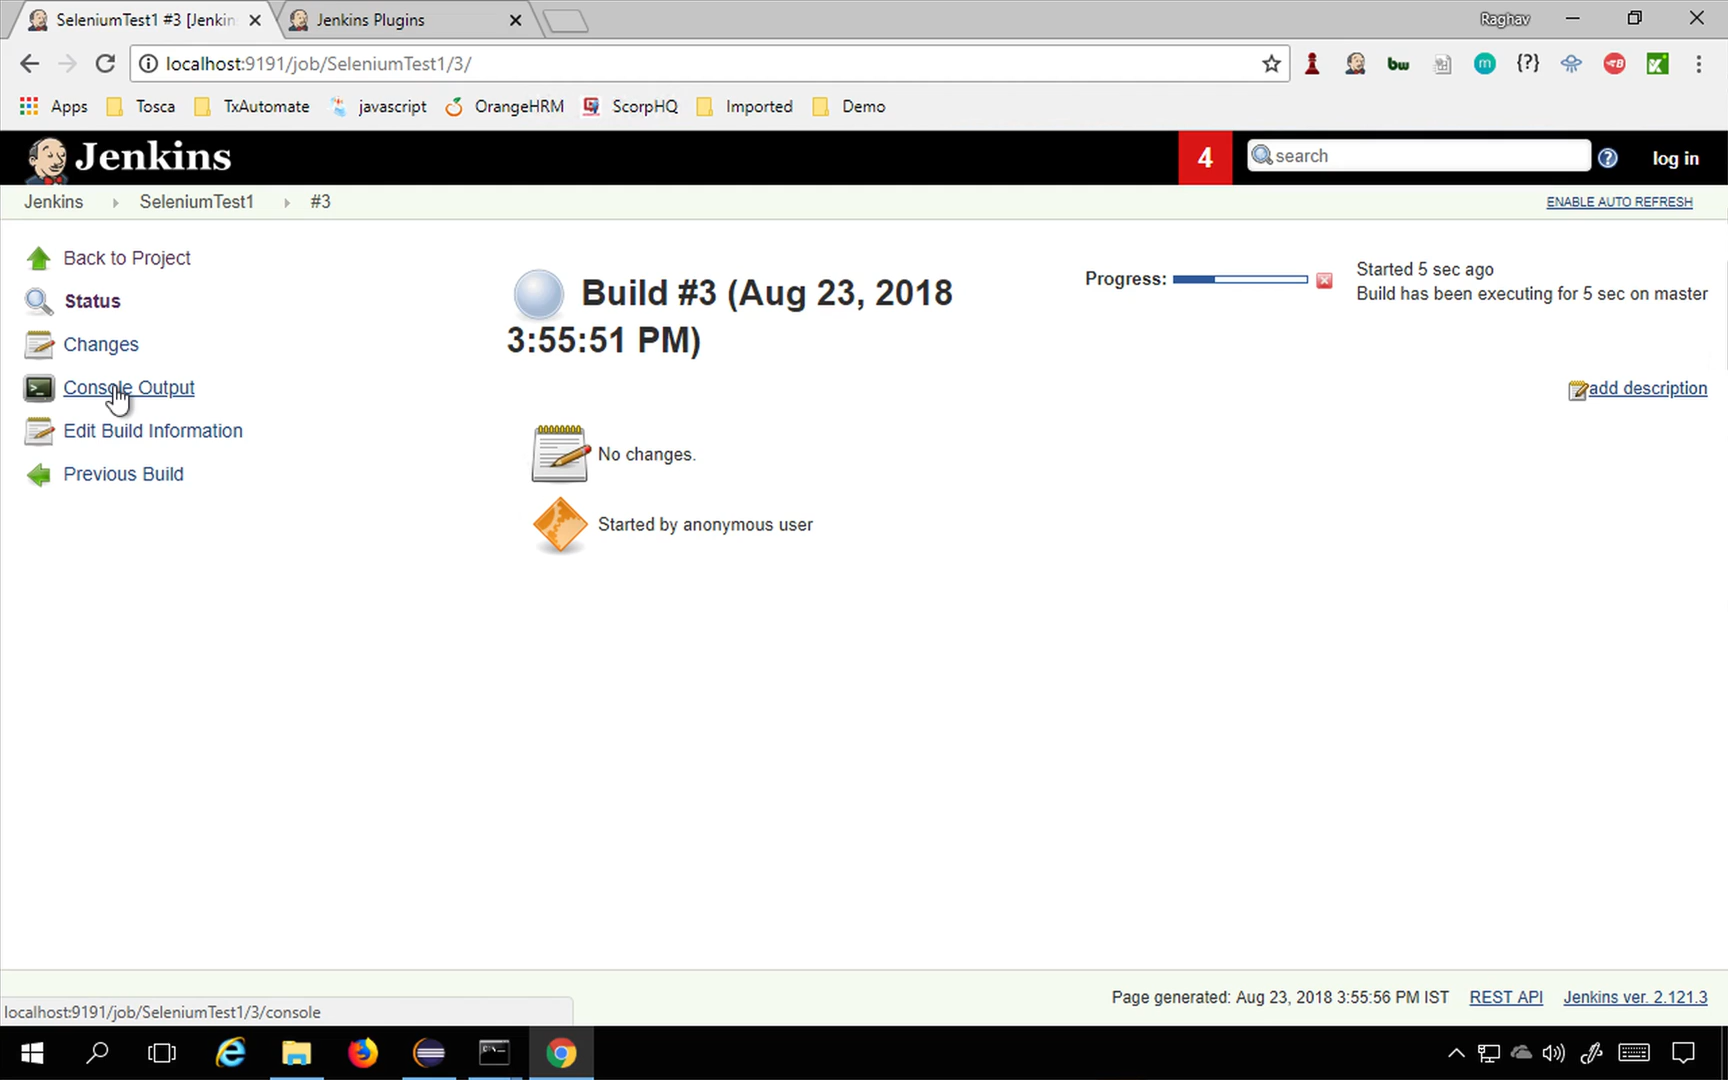 SeleniumTest1 #3 [Jenkin
Jenkins Plugins
Raghav
localhost:9191/job/SeleniumTest1/3/
bw
m
{?}
Apps
Tosca
TxAutomate
javascript
OrangeHRM
ScorpHQ
Imported
Demo
Jenkins
4
search
?
log in
Jenkins
SeleniumTest1
#3
ENABLE AUTO REFRESH
Back to Project
Status
Changes
Console Output
Edit Build Information
Previous Build
Build #3 (Aug 23, 2018
3:55:51 PM)
Progress:
Started 5 sec ago
Build has been executing for 5 sec on master
add description
No changes.
Started by anonymous user
Page generated: Aug 23, 2018 3:55:56 PM IST
REST API
Jenkins ver. 2.121.3
localhost:9191/job/SeleniumTest1/3/console